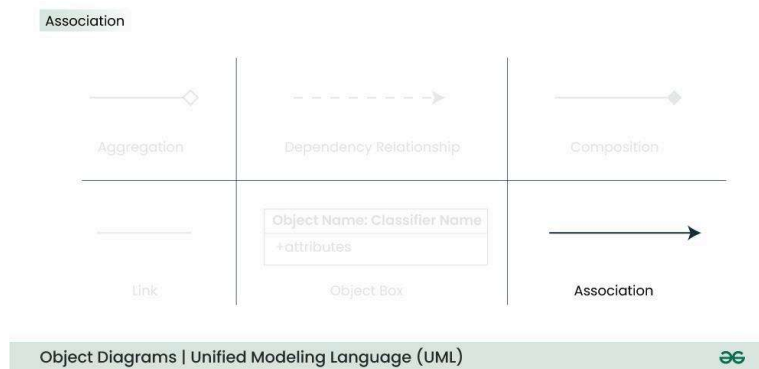 Association
Aggregation
Dependency Relationship
Composition
Object Name: Classifier Name
+attributes
Link
Object Box
Association
Object Diagrams | Unified Modeling Language (UML)